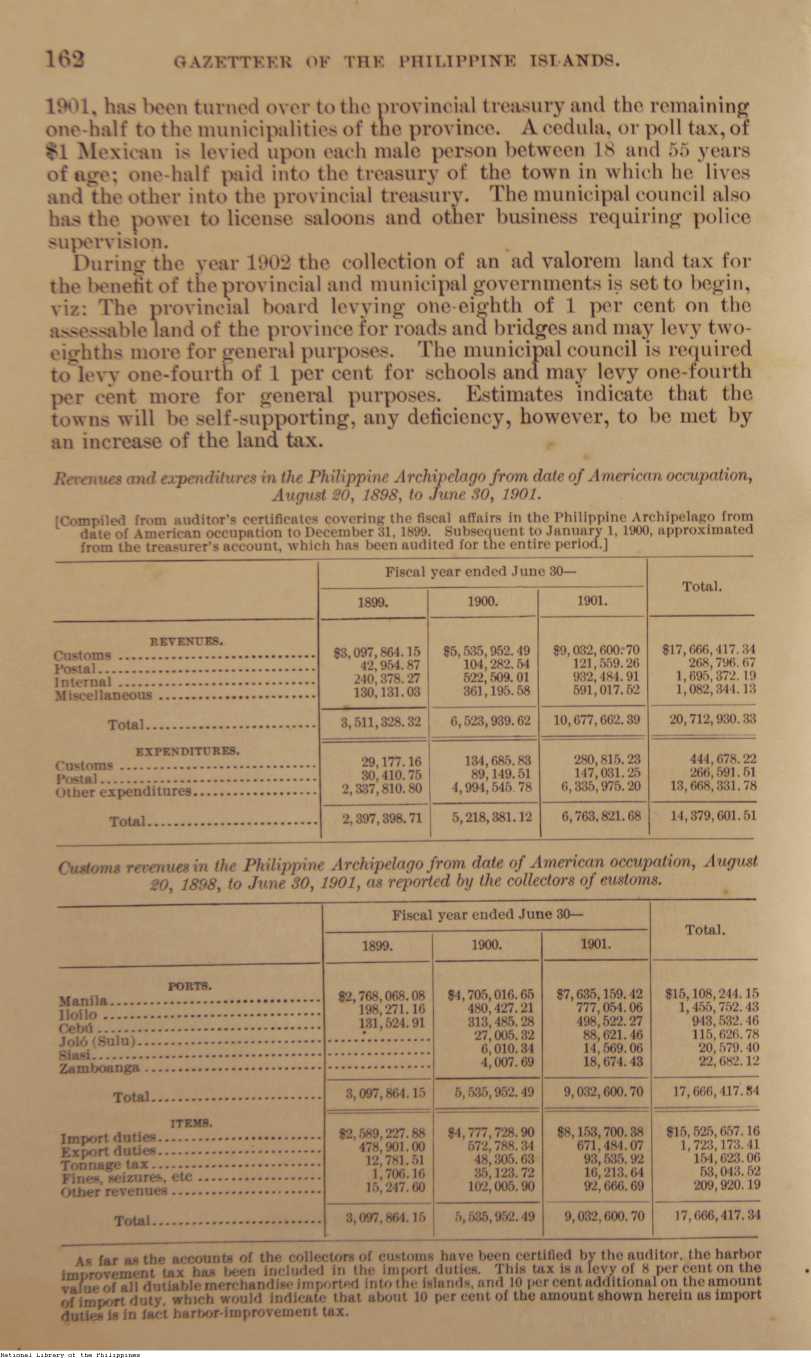 162 GAZETTEER OF THE PHILIPPINE ISLANDS.
1901, has been turned over to the provincial treasury and the remaining
one-half to the municipalities of the province. A cedula, or poll tax, of
$1 Mexican is levied upon each male person between 18 and 55 years
of age; one-half paid into the treasury of the town in which he lives
and the other into the provincial treasury. The municipal council also
has the power to license saloons and other business requiring police
supervision.
During the year 1902 the collection of an ad valorem land tax for
the benefit of the provincial and municipal governments is set to begin,
viz: The provincial board levying one-eighth of 1 per cent on the
assessable land of the province for roads and bridges and may levy two-
eighths more for general purposes. The municipal council is required
to levy one-fourth of 1 per cent for schools and may levy one-fourth
per cent more for general purposes. Estimates indicate that the
towns will be self-supporting, any deficiency, however, to be met by
an increase of the land tax.
Revenues and expenditures in the Philippine Archipelago from date of American occupation,
August 20, 1898, to June 30, 1901.
[Compiled from auditor's certificates covering the fiscal affairs in the Philippine Archipelago from
date of American occupation to December 31, 1899. Subsequent to January 1, 1900, approximated
from the treasurer's account, which has been audited for the entire period.]
Fiscal year ended June 30—
Total.
1899. 1900. 1901.
REVENUES.
Customs $3,097,864.15 $5,535,952.49 $9,032,600.70 $17,666,417.34
Postal 42,954.87 104,282.54 121,559.26 268,796.67
Internal 240,378.27 522,509.01 932,484.91 1,695,372.19
Miscellaneous 130,131.03 361,195.58 591,017.52 1,082,344.13
Total 3,511,328.32 6,523,939.62 10,677,662.39 20,712,930.33
EXPENDITURES.
Customs 29,177.16 134,685.83 280,815.23 444,678.22
Postal 30,410.75 89,149.51 147,031.25 266,591.51
Other expenditures 2,337,810.80 4,994,545.78 6,335,975.20 13,668,331.78
Total 2,397,398.71 5,218,381.12 6,763,821.68 14,379,601.51
Customs revenues in the Philippine Archipelago from date of American occupation, August
20, 1898, to June 30, 1901, as reported by the collectors of customs.
Fiscal year ended June 30—
Total.
1899. 1900. 1901.
PORTS.
Manila $2,768,068.08 $4,705,016.65 $7,635,159.42 $15,108,244.15
Iloilo 198,271.16 480,427.21 777,054.06 1,455,752.43
Cebú 131,524.91 313,485.28 498,522.27 943,532.46
Joló (Sulu) 27,005.32 88,621.46 115,626.78
Siasi 6,010.34 14,569.06 20,579.40
Zamboanga 4,007.69 18,674.43 22,682.12
Total 3,097,864.15 5,535,952.49 9,032,600.70 17,666,417.34
ITEMS.
Import duties $2,589,227.88 $4,777,728.90 $8,153,700.38 $15,525,657.16
Export duties 478,901.00 572,788.34 671,484.07 1,723,173.41
Tonnage tax 12,781.51 48,305.63 93,535.92 154,623.06
Fines, seizures, etc 1,706.16 35,123.72 16,213.64 53,043.52
Other revenues 15,247.60 102,005.90 92,666.69 209,920.19
Total 3,097,864.15 5,535,952.49 9,032,600.70 17,666,417.34
As far as the accounts of the collectors of customs have been certified by the auditor, the harbor
improvement tax has been included in the import duties. This tax is a levy of 8 per cent on the
value of all dutiable merchandise imported into the islands, and 10 per cent additional on the amount
of import duty, which would indicate that about 10 per cent of the amount shown herein as import
duties is in fact harbor-improvement tax.
National Library of the Philippines